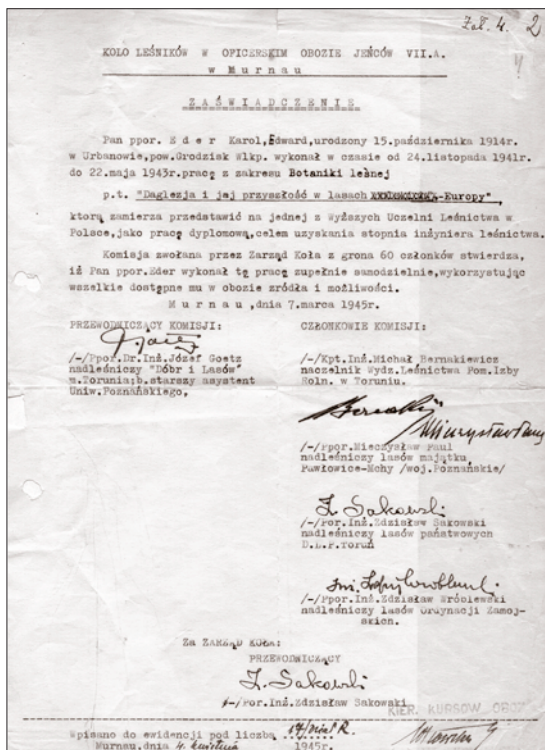 Zał. 4. 2
KOŁO LEŚNIKÓW W OFICERSKIM OBOZIE JEŃCÓW VII.A.
w Murnau
ZAŚWIADCZENIE
Pan ppor. Eder Karol,Edward,urodzony 15.października 1914r.
w Urbanowie,pow.Grodzisk Wlkp. wykonał w czasie od 24.listopada 1941r.
do 22.maja 1943r.pracę z zakresu Botaniki leśnej
p.t. "Daglezja i jej przyszłość w lasach -Europy"
którą zamierza przedstawić na jednej z Wyższych Uczelni Leśnictwa w
Polsce,jako pracę dyplomową,celem uzyskania stopnia inżyniera leśnictwa.
Komisja zwołana przez Zarząd Koła z grona 60 członków stwierdza,
iż Pan ppor.Eder wykonał tę pracę zupełnie samodzielnie,wykorzystując
wszelkie dostępne mu w obozie źródła i możliwości.
Murnau,dnia 7.marca 1945r.
PRZEWODNICZĄCY KOMISJI:
/-/Ppor.Dr.Inż.Józef Goetz
nadleśniczy "Dóbr i Lasów"
m.Torunia;b.starszy asystent
Uniw.Poznańskiego,
CZŁONKOWIE KOMISJI:
/-/Kpt.Inż.Michał Bernakiewicz
naczelnik Wydz.Leśnictwa Pom.Izby
Roln. w Toruniu.
/-/Ppor.Mieczysław Paul
nadleśniczy lasów majątku
Pawłowice-Mchy /woj.Poznańskie/
Z. Sakowski
/-/Por.Inż.Zdzisław Sakowski
nadleśniczy lasów państwowych
D.L.P.Toruń
/-/Ppor.Inż.Zdzisław Wróblewski
nadleśniczy lasów Ordynacji Zamoj-
skich.
Za ZARZĄD KOŁA:
PRZEWODNICZĄCY
Z. Sakowski
/-/Por.Inż.Zdzisław Sakowski
KIER. KURSÓW OBOZ
Wpisano do ewidencji pod liczbą
Murnau,dnia 4. kwietnia 1945r.